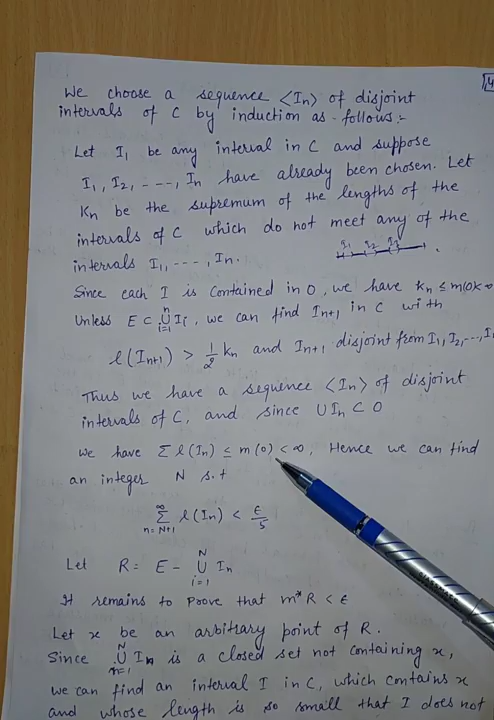 We choose a sequence <In> of disjoint
intervals of C by induction as follows:-
Let I₁ be any interval in C and suppose
I₁, I₂, ---, In have already been chosen. Let
Kn be the supremum of the lengths of the
intervals of C which do not meet any of the
intervals I₁, ---, In.
I₁ I₂ I₃
Since each I is contained in O, we have kn ≤ m(O)<∞
Unless E ⊂ ⋃ⁿᵢ₌₁ Iᵢ, we can find In+1 in C with
l(In+1) > 1/2 kn and In+1 disjoint from I₁, I₂, ---, In
Thus we have a sequence <In> of disjoint
intervals of C, and since ∪In ⊂ O
We have Σ l(In) ≤ m(O) < ∞, Hence we can find
an integer N s.t
∞ Σ n=N+1 l(In) < ε/5
Let R = E - ⋃ᴺᵢ₌₁ In
It remains to prove that m*R < ε
Let x be an arbitrary point of R.
Since ⋃ᴺₙ₌₁ In is a closed set not containing x,
we can find an interval I in C, which contains x
and whose length is so small that I does not